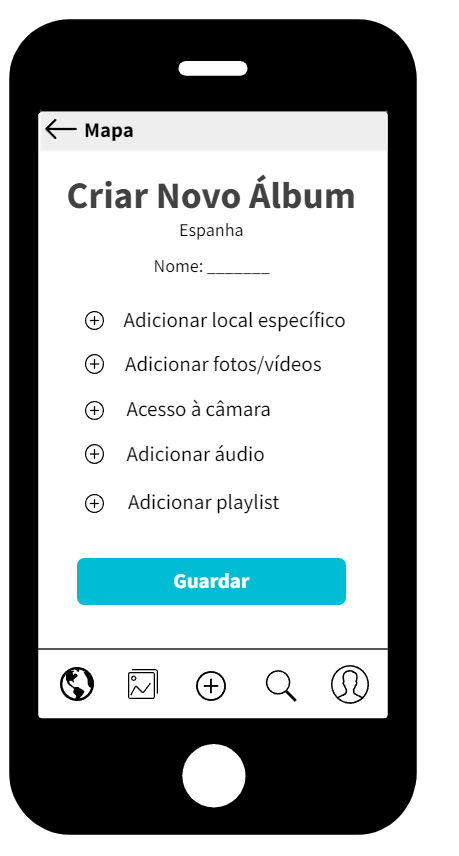 Mapa
Criar Novo Álbum
Espanha
Nome: _______
Adicionar local específico
Adicionar fotos/vídeos
Acesso à câmara
Adicionar áudio
Adicionar playlist
Guardar